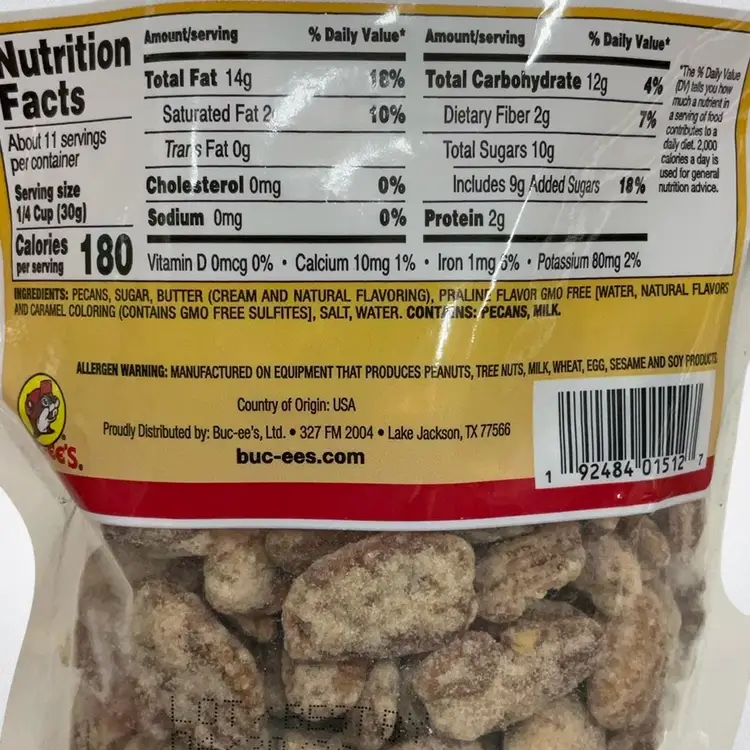 Nutrition
Facts
About 11 servings
per container
Serving size
1/4 Cup (30g)
Calories
per serving
180
Amount/serving % Daily Value*
Total Fat 14g 18%
Saturated Fat 2 10%
Trans Fat 0g
Cholesterol 0mg 0%
Sodium 0mg 0%
Amount/serving % Daily Value*
Total Carbohydrate 12g 4%
Dietary Fiber 2g 7%
Total Sugars 10g
Includes 9g Added Sugars 18%
Protein 2g
*The % Daily Value
(DV) tells you how
much a nutrient in
a serving of food
contributes to a
daily diet. 2,000
calories a day is
used for general
nutrition advice.
Vitamin D 0mcg 0% • Calcium 10mg 1% • Iron 1mg 6% • Potassium 80mg 2%
INGREDIENTS: PECANS, SUGAR, BUTTER (CREAM AND NATURAL FLAVORING), PRALINE FLAVOR GMO FREE [WATER, NATURAL FLAVORS
AND CARAMEL COLORING (CONTAINS GMO FREE SULFITES], SALT, WATER. CONTAINS: PECANS, MILK.
ALLERGEN WARNING: MANUFACTURED ON EQUIPMENT THAT PRODUCES PEANUTS, TREE NUTS, MILK, WHEAT, EGG, SESAME AND SOY PRODUCTS.
Country of Origin: USA
Proudly Distributed by: Buc-ee's, Ltd. • 327 FM 2004 • Lake Jackson, TX 77566
buc-ees.com
EE'S.
1 92484 01512 7
LOT BEST